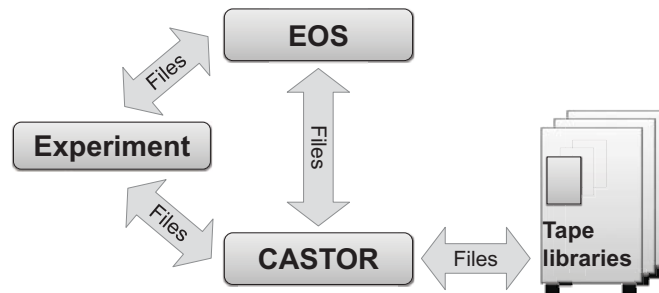 EOS
Files
Experiment
Files
Files
CASTOR
Files
Tape
libraries